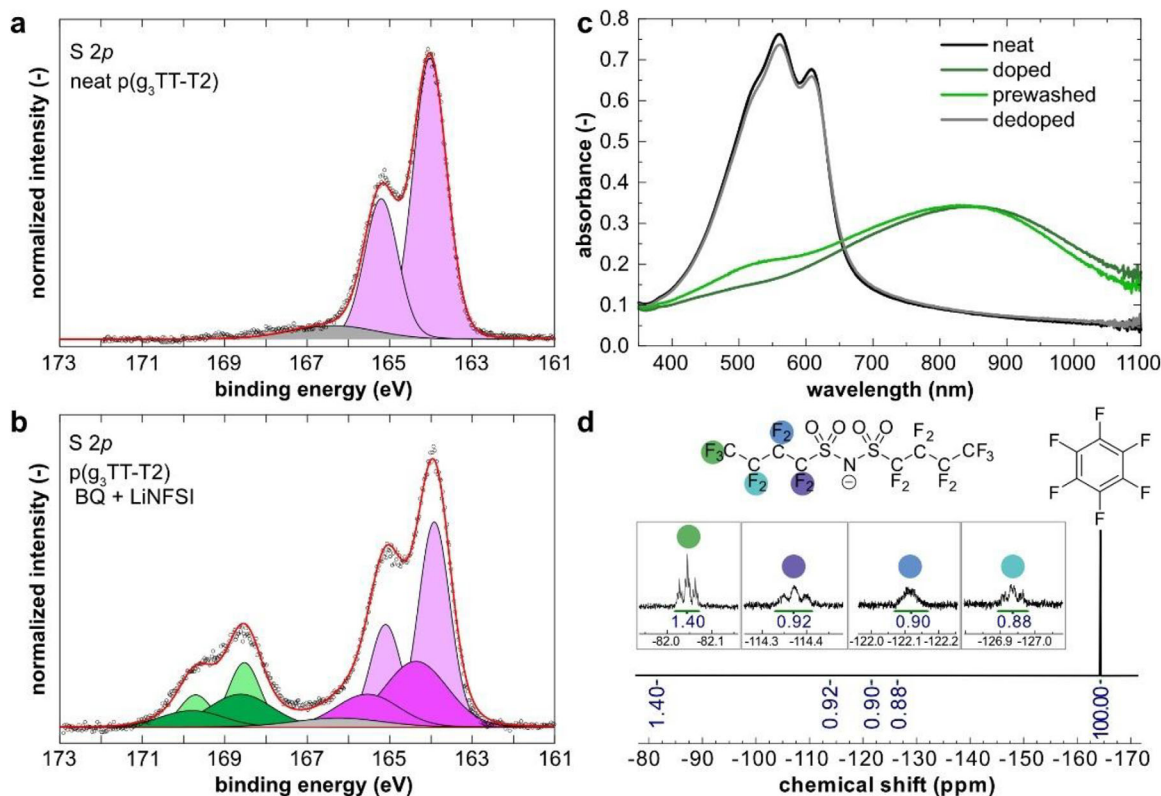 a
S 2p
neat p(g₃TT-T2)
normalized intensity (-)
173 171 169 167 165 163 161
binding energy (eV)
b
S 2p
p(g₃TT-T2)
BQ + LiNFSI
normalized intensity (-)
173 171 169 167 165 163 161
binding energy (eV)
c
neat
doped
prewashed
dedoped
absorbance (-)
0.8
0.7
0.6
0.5
0.4
0.3
0.2
0.1
0.0
400 500 600 700 800 900 1000 1100
wavelength (nm)
d
F₂ O O O O F₂
F₃C S S CF₃
F₂ F₂ N F₂ F₂
⊖
F
F F
F F
F
1.40
-82.0 -82.1
0.92
-114.3 -114.4
0.90
-122.0 -122.1 -122.2
0.88
-126.9 -127.0
1.40-
0.92-
0.90-
0.88-
100.00-
-80 -90 -100 -110 -120 -130 -140 -150 -160 -170
chemical shift (ppm)